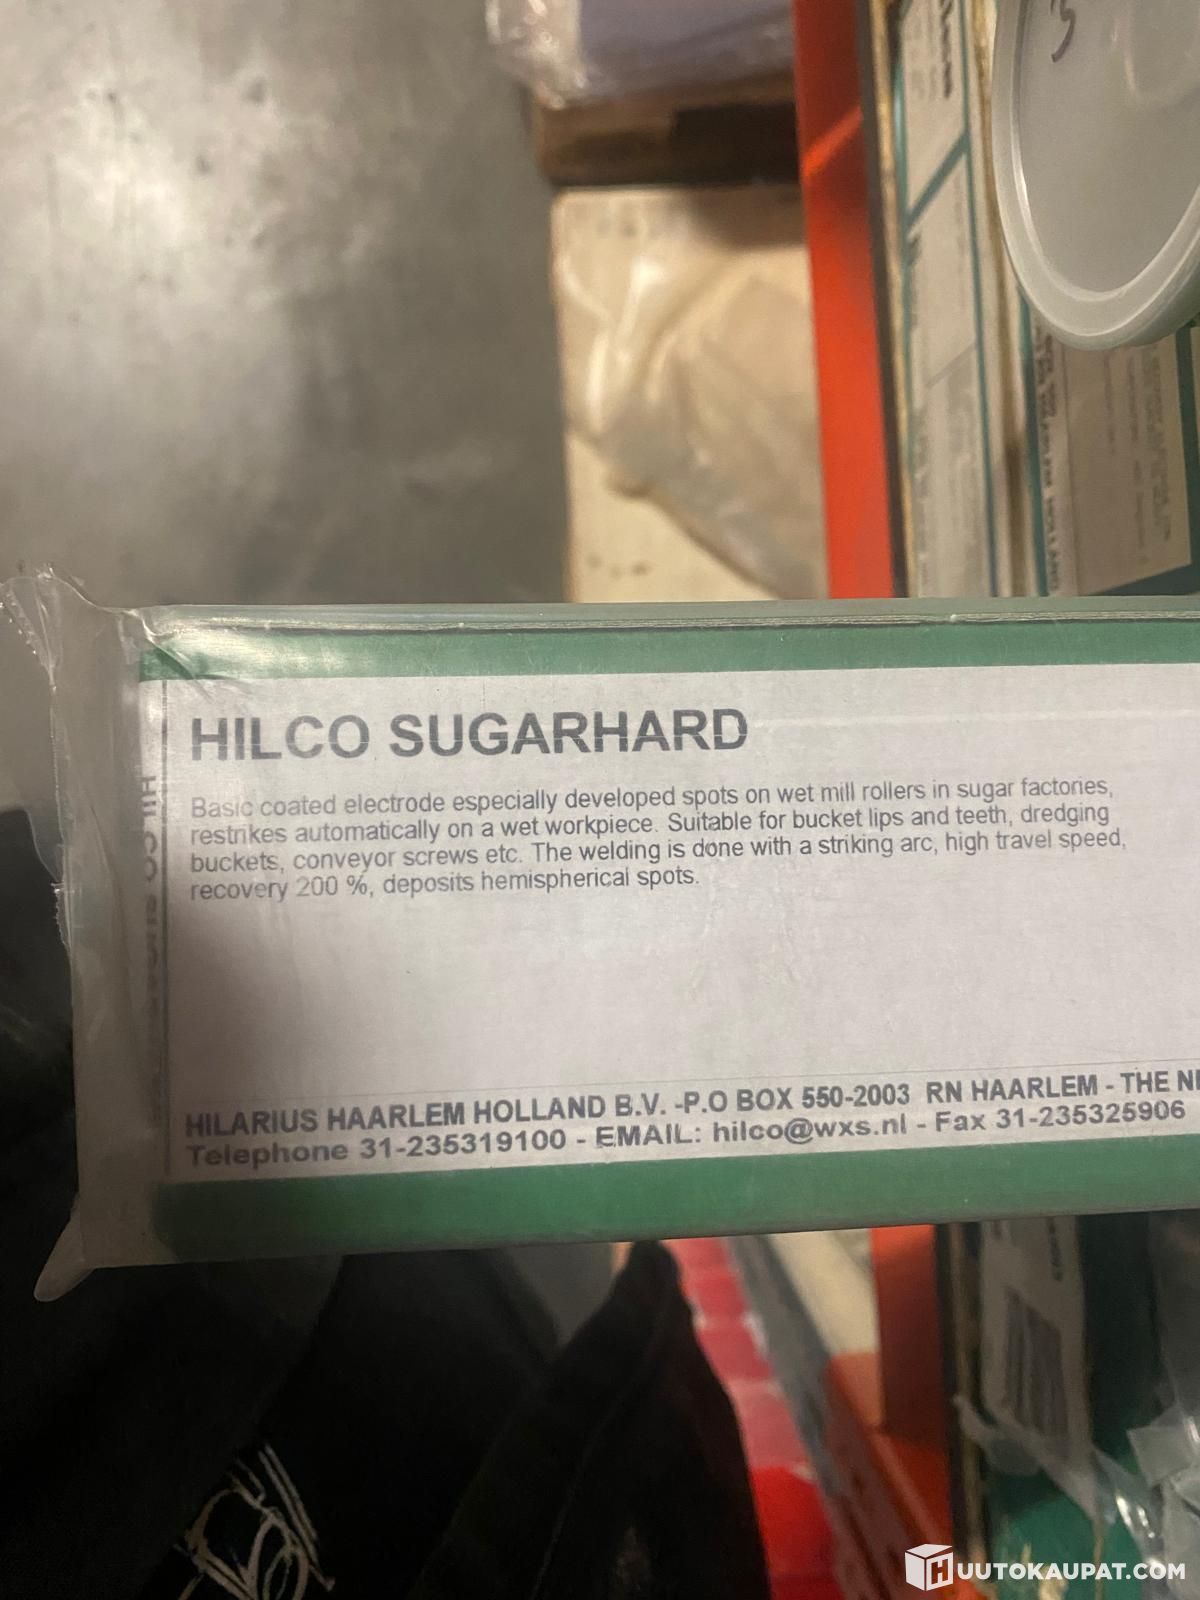 HILCO SUGARHARD
Basic coated electrode especially developed spots on wet mill rollers in sugar factories,
restrikes automatically on a wet workpiece. Suitable for bucket lips and teeth, dredging
buckets, conveyor screws etc. The welding is done with a striking arc, high travel speed,
recovery 200 %, deposits hemispherical spots.
HILARIUS HAARLEM HOLLAND B.V. -P.O BOX 550-2003 RN HAARLEM - THE
Telephone 31-235319100 - EMAIL: hilco@wxs.nl - Fax 31-235325906
HUUTOKAUPAT.COM